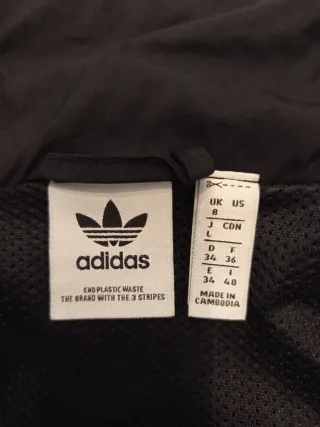 adidas
END PLASTIC WASTE
THE BRAND WITH THE 3 STRIPES
UK US
8
J CDN
L
D F
34 36
E I
34 40
MADE IN
CAMBODIA